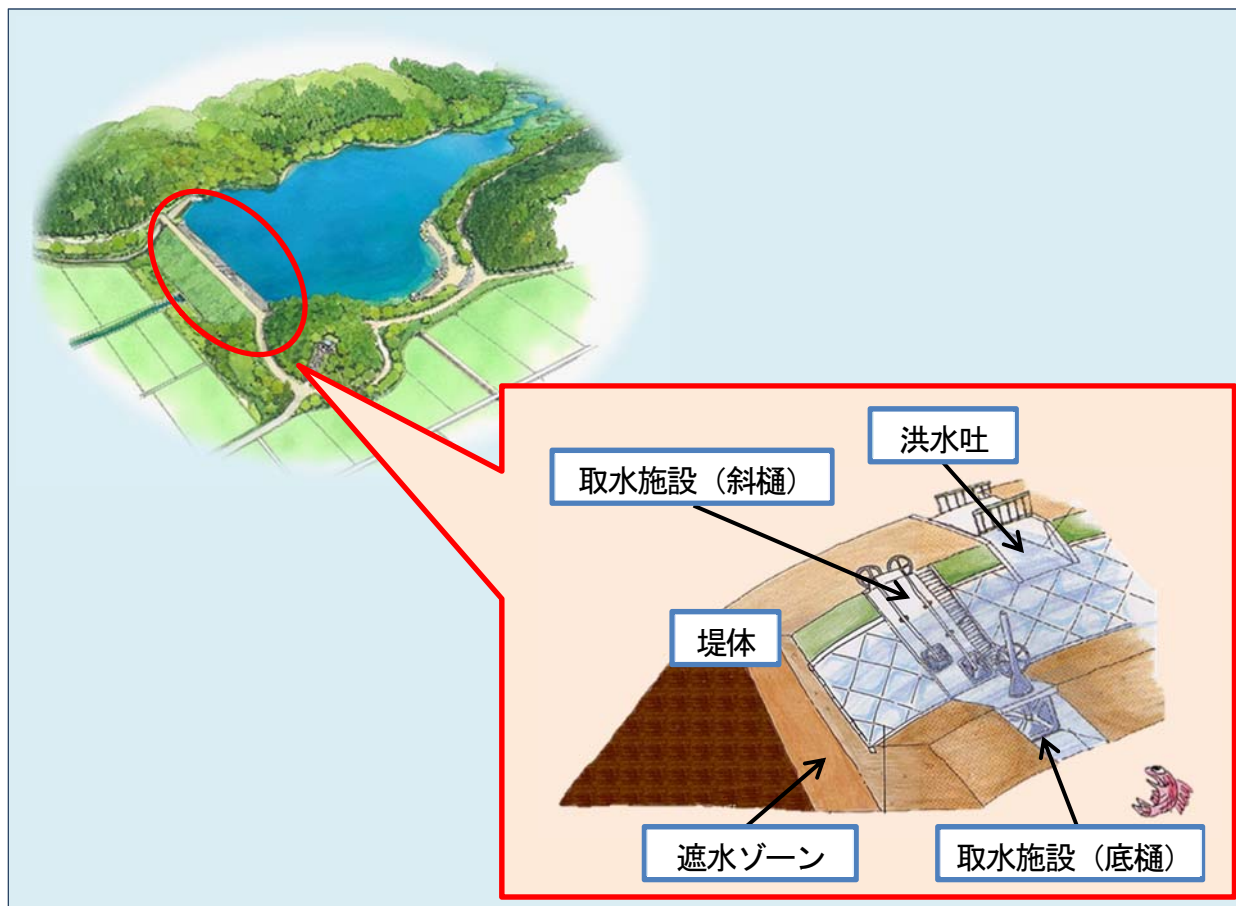 洪水吐
取水施設（斜樋）
堤体
遮水ゾーン
取水施設（底樋）